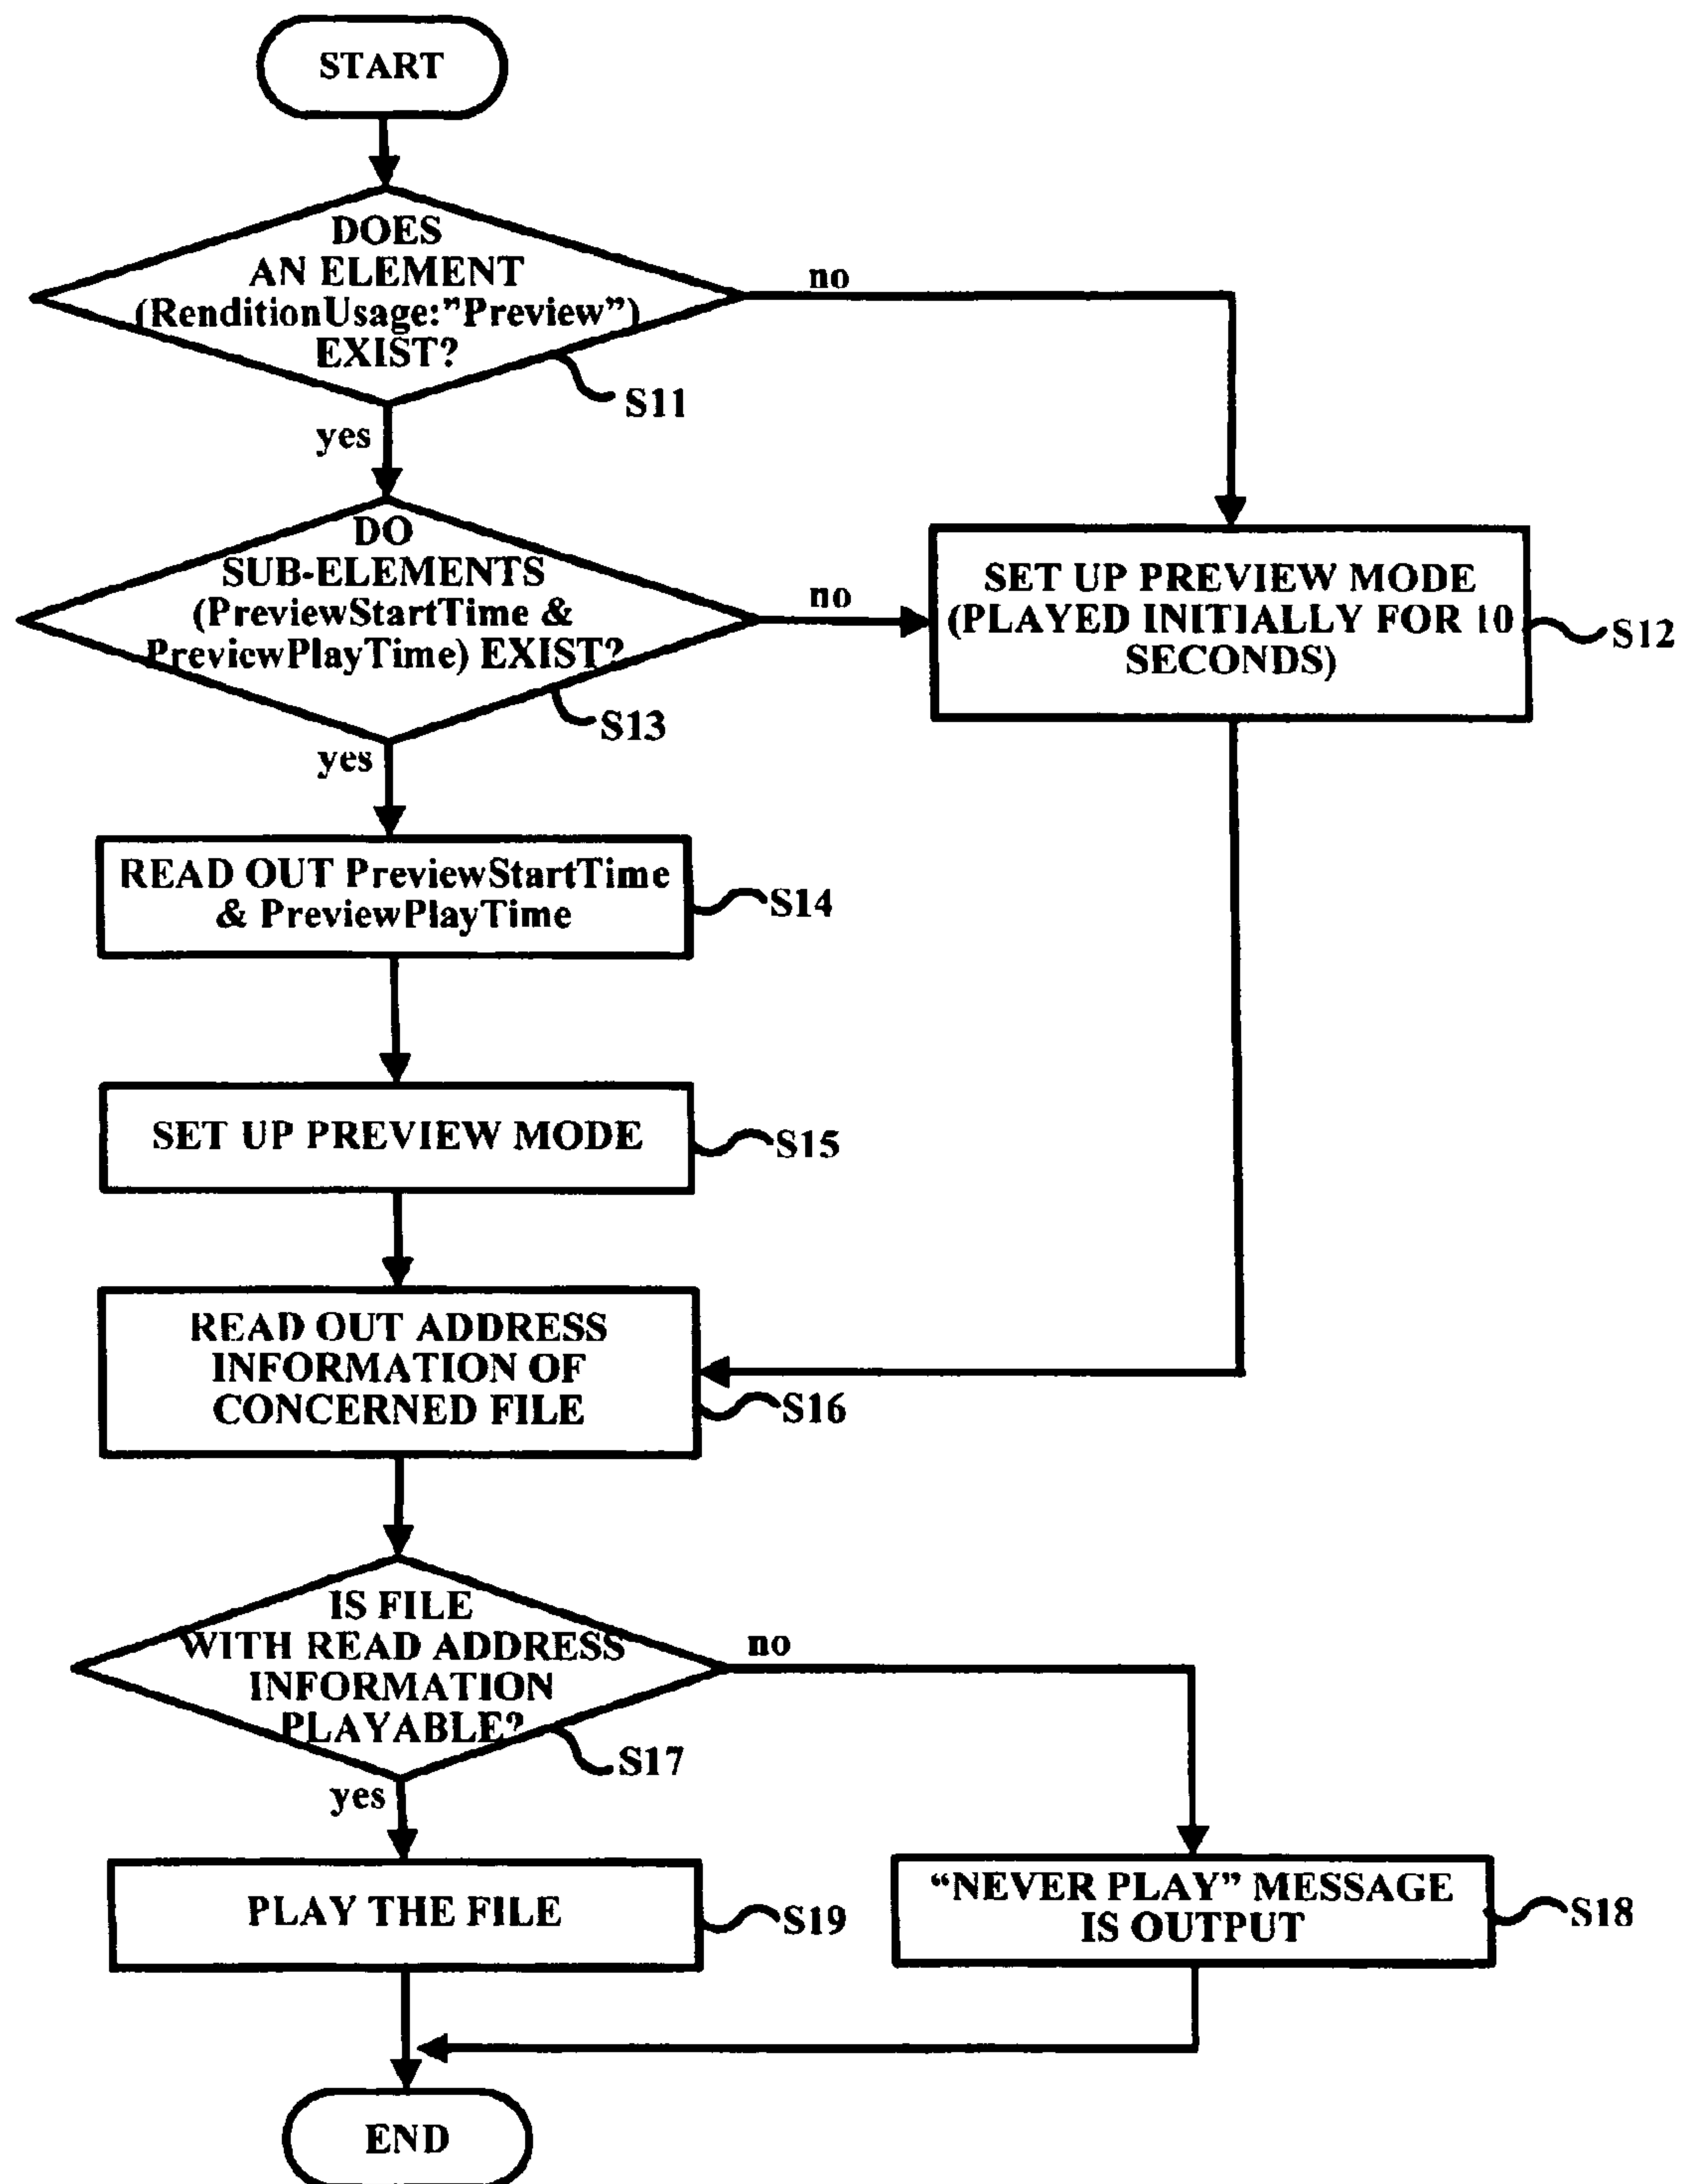 START
DOES
AN ELEMENT
(RenditionUsage:”Preview”)
EXIST?
S11
no
yes
DO
SUB-ELEMENTS
(PreviewStartTime &
PreviewPlayTime) EXIST?
S13
no
yes
SET UP PREVIEW MODE
(PLAYED INITIALLY FOR 10
SECONDS)
S12
READ OUT PreviewStartTime
& PreviewPlayTime
S14
SET UP PREVIEW MODE
S15
READ OUT ADDRESS
INFORMATION OF
CONCERNED FILE
S16
IS FILE
WITH READ ADDRESS
INFORMATION
PLAYABLE?
S17
no
yes
PLAY THE FILE
S19
“NEVER PLAY” MESSAGE
IS OUTPUT
S18
END